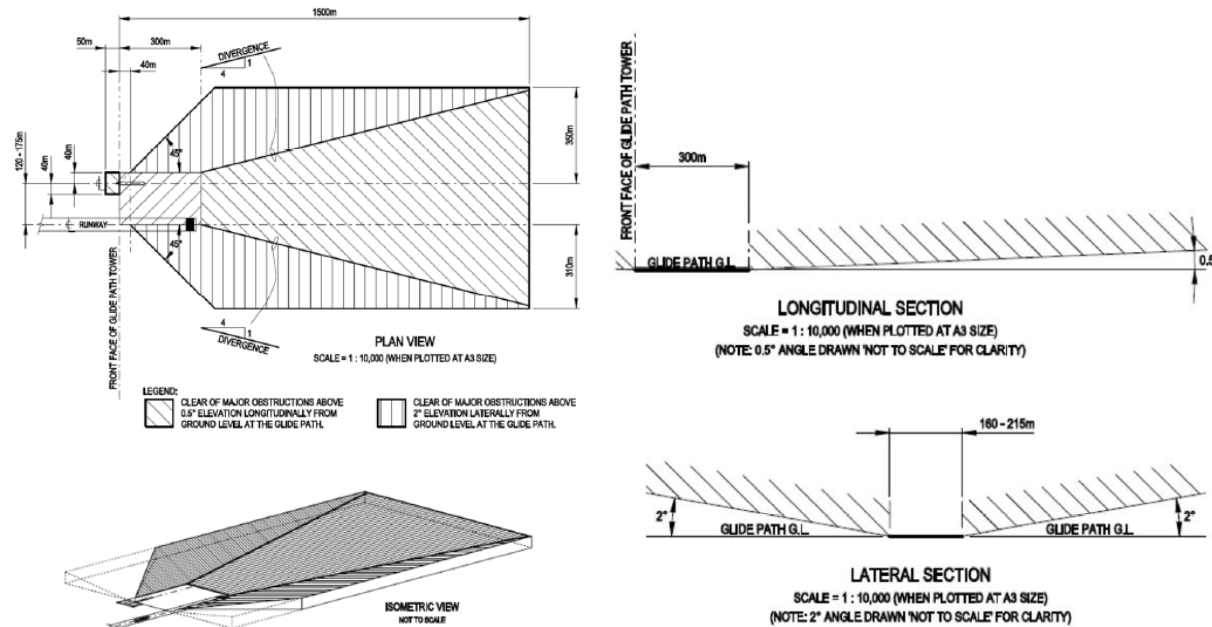 1500m
50m
300m
40m
DIVERGENCE
1
4
120 - 175m
40m
40m
45°
350m
RUNWAY
45°
310m
FRONT FACE OF GLIDE PATH TOWER
4
1
DIVERGENCE
PLAN VIEW
SCALE = 1 : 10,000 (WHEN PLOTTED AT A3 SIZE)
LEGEND:
CLEAR OF MAJOR OBSTRUCTIONS ABOVE
0.5° ELEVATION LONGITUDINALLY FROM
GROUND LEVEL AT THE GLIDE PATH.
CLEAR OF MAJOR OBSTRUCTIONS ABOVE
2° ELEVATION LATERALLY FROM
GROUND LEVEL AT THE GLIDE PATH.
ISOMETRIC VIEW
NOT TO SCALE
FRONT FACE OF GLIDE PATH TOWER
300m
GLIDE PATH G.L.
0.5
LONGITUDINAL SECTION
SCALE = 1 : 10,000 (WHEN PLOTTED AT A3 SIZE)
(NOTE: 0.5° ANGLE DRAWN 'NOT TO SCALE' FOR CLARITY)
160 - 215m
2°
GLIDE PATH G.L.
GLIDE PATH G.L.
2°
LATERAL SECTION
SCALE = 1 : 10,000 (WHEN PLOTTED AT A3 SIZE)
(NOTE: 2° ANGLE DRAWN 'NOT TO SCALE' FOR CLARITY)